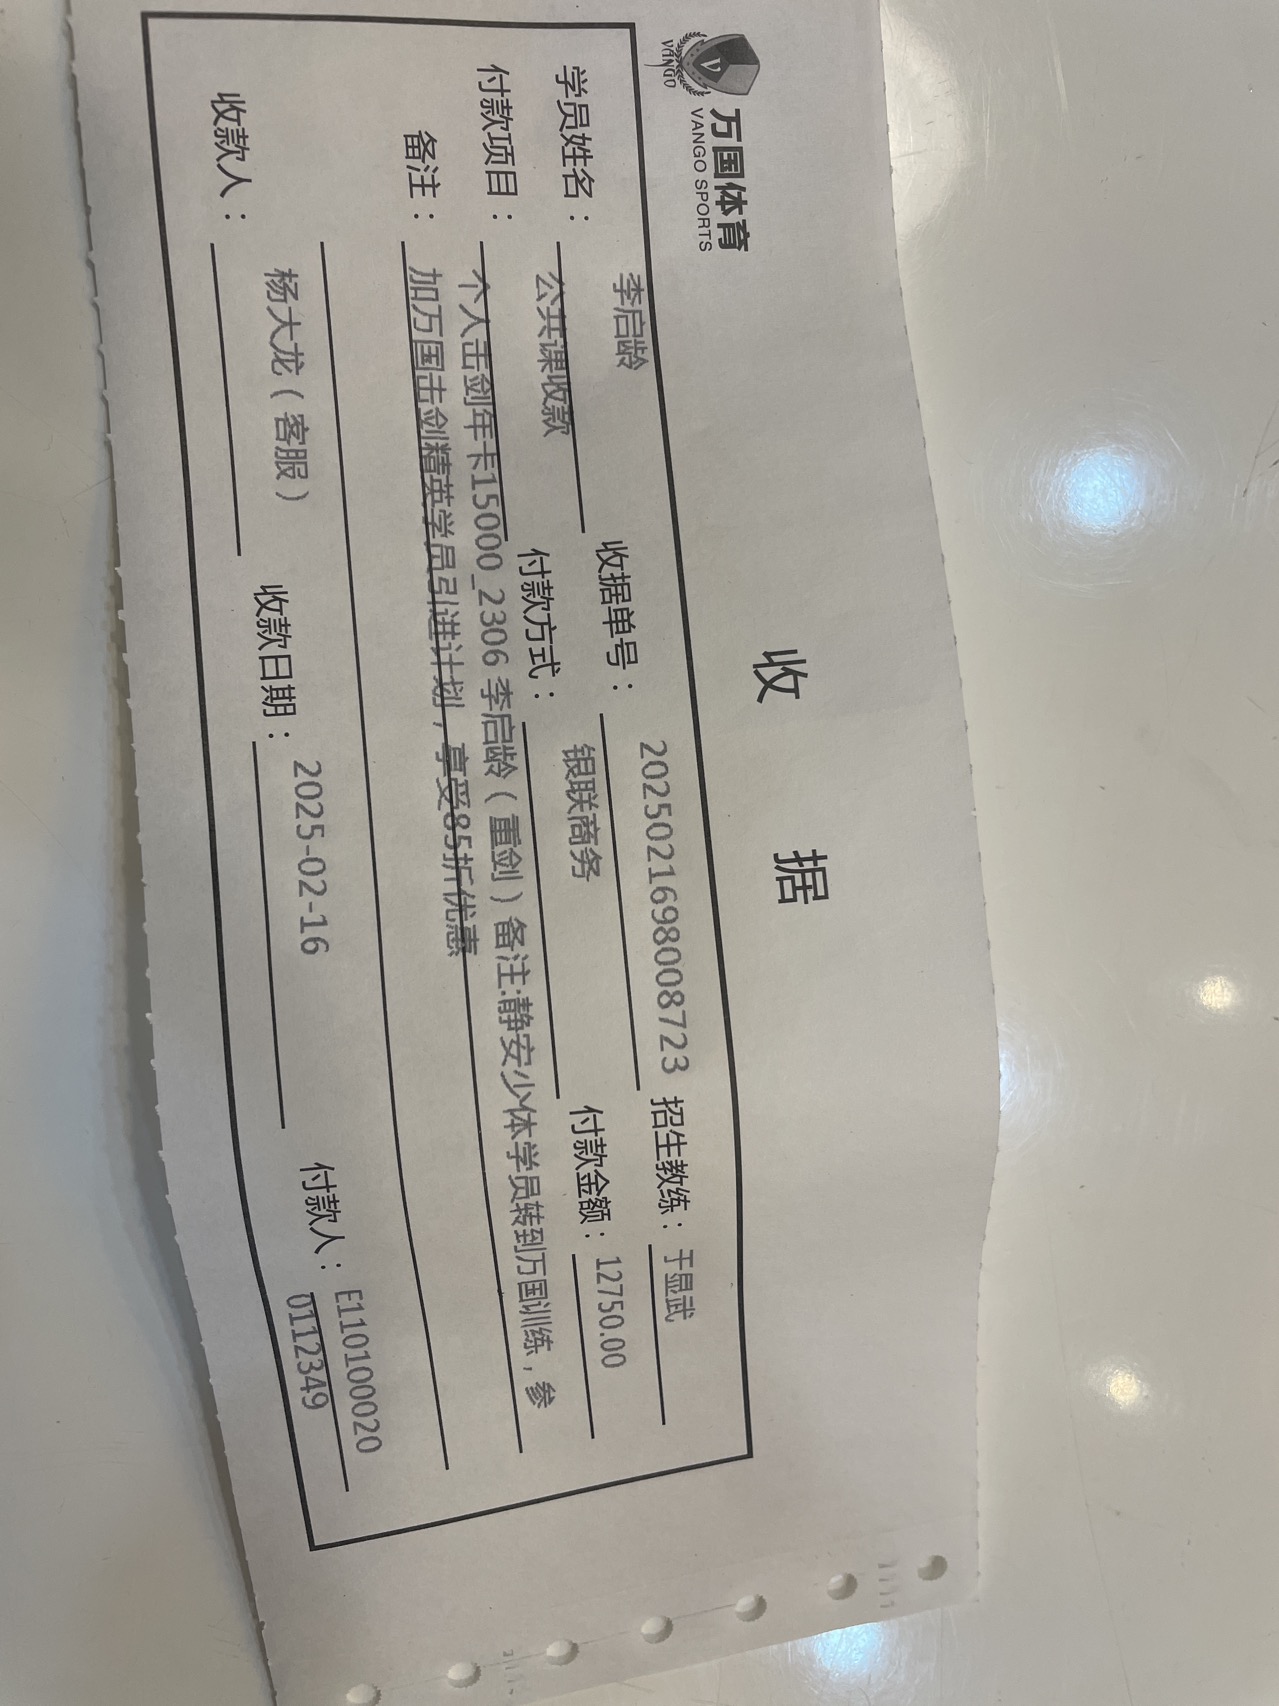 VANGO
万国体育
VANGO SPORTS
收 据
学员姓名： 李启龄 收据单号： 2025021698008723 招生教练： 于显武
付款项目： 公共课收款 付款方式： 银联商务 付款金额： 12750.00
备注： 个人击剑年卡15000_2306 李启龄（重剑）备注:静安少体学员转到万国训练，参
加万国击剑精英学员引进计划，享受85折优惠
收款人： 杨大龙（客服） 收款日期： 2025-02-16 付款人： E110100020
0112349